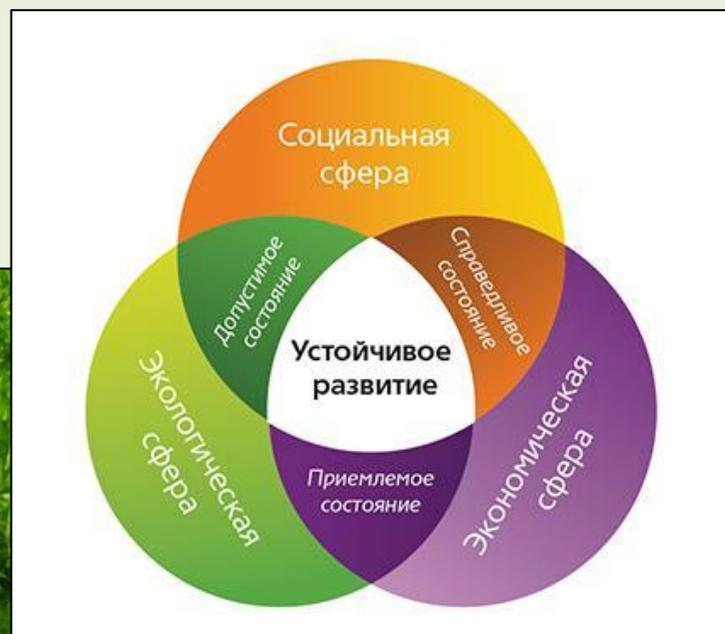 Социальная
сфера
Допустимое
состояние
Справедливое
состояние
Устойчивое
развитие
Экологическая
сфера
Приемлемое
состояние
Экономическая
сфера